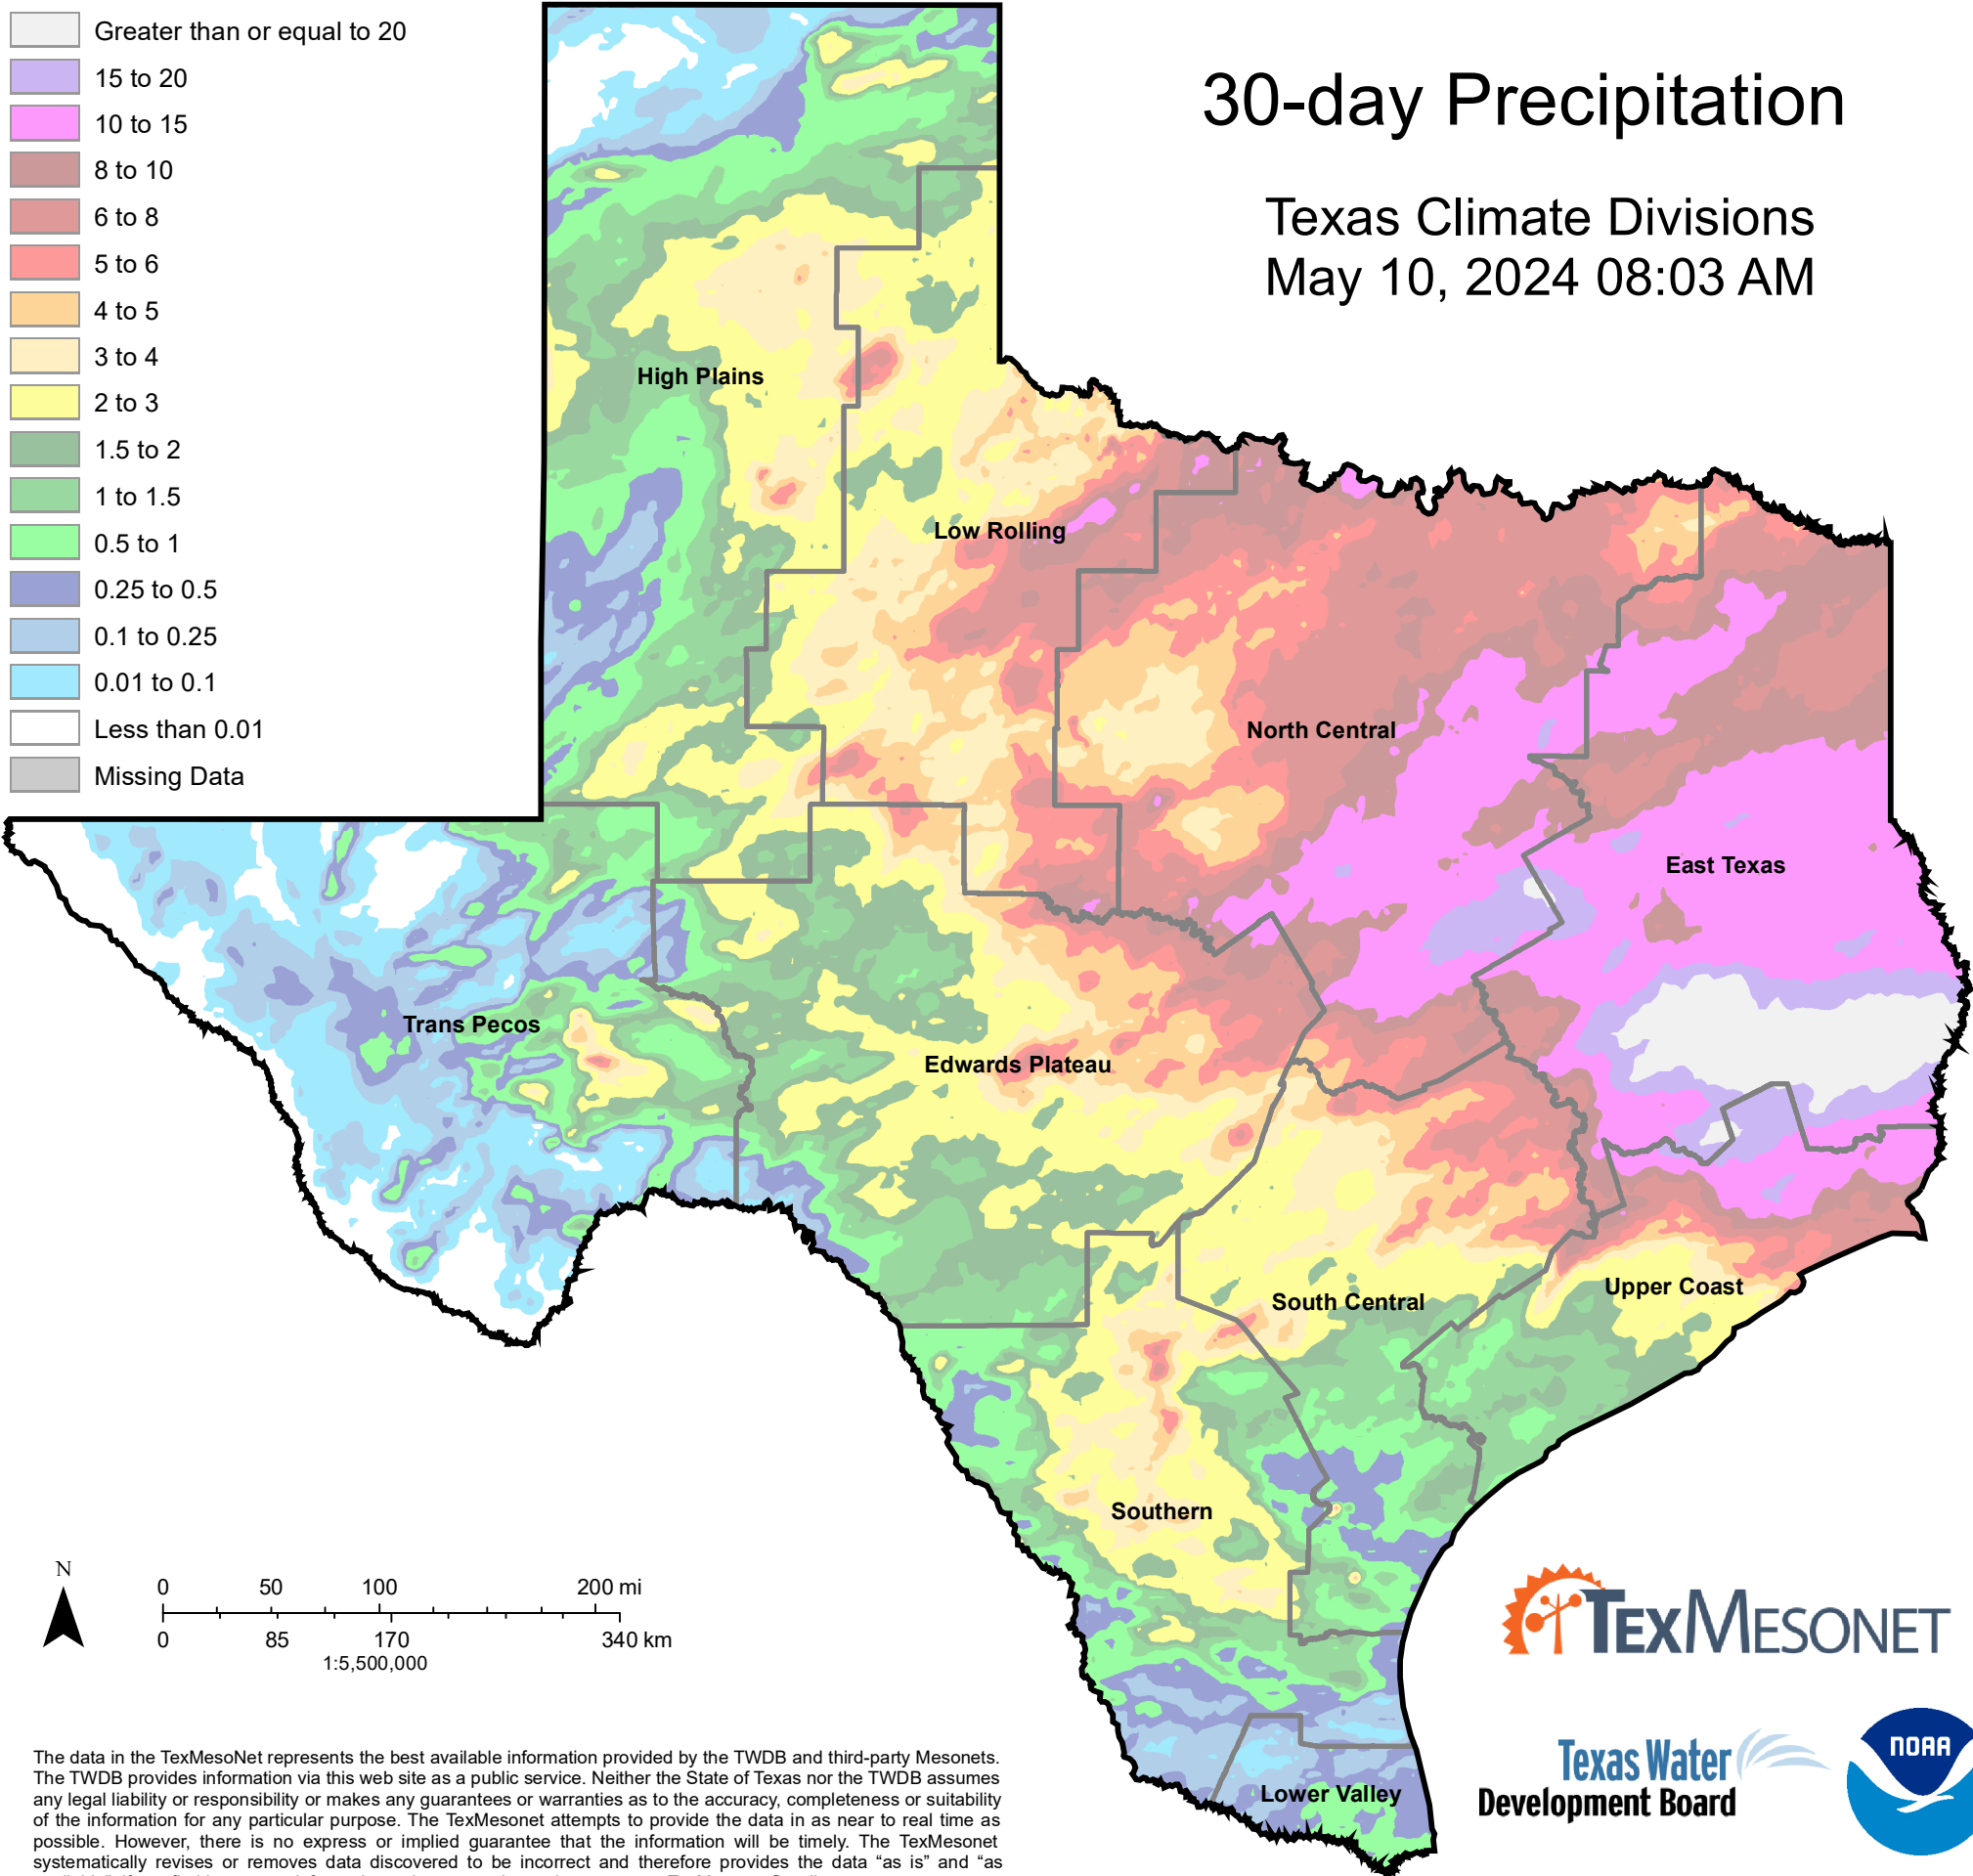 Greater than or equal to 20
15 to 20
10 to 15
8 to 10
6 to 8
5 to 6
4 to 5
3 to 4
2 to 3
1.5 to 2
1 to 1.5
0.5 to 1
0.25 to 0.5
0.1 to 0.25
0.01 to 0.1
Less than 0.01
Missing Data
30-day Precipitation
Texas Climate Divisions
May 10, 2024 08:03 AM
High Plains
Low Rolling
North Central
East Texas
Trans Pecos
Edwards Plateau
South Central
Upper Coast
Southern
Lower Valley
N
0 50 100 200 mi
0 85 170 340 km
1:5,500,000
TEXMESONET
Texas Water
Development Board
NOAA
The data in the TexMesoNet represents the best available information provided by the TWDB and third-party Mesonets.
The TWDB provides information via this web site as a public service. Neither the State of Texas nor the TWDB assumes
any legal liability or responsibility or makes any guarantees or warranties as to the accuracy, completeness or suitability
of the information for any particular purpose. The TexMesonet attempts to provide the data in as near to real time as
possible. However, there is no express or implied guarantee that the information will be timely. The TexMesonet
systematically revises or removes data discovered to be incorrect and therefore provides the data “as is” and “as